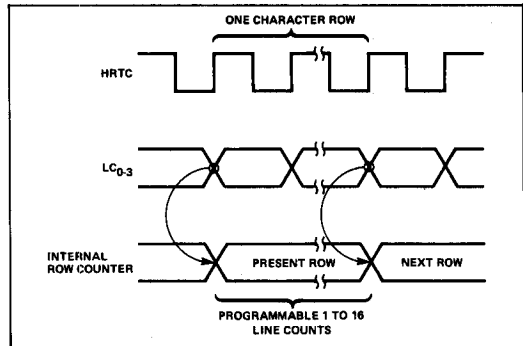 ONE CHARACTER ROW
HRTC
LC0-3
INTERNAL
ROW COUNTER
PRESENT ROW
NEXT ROW
PROGRAMMABLE 1 TO 16
LINE COUNTS